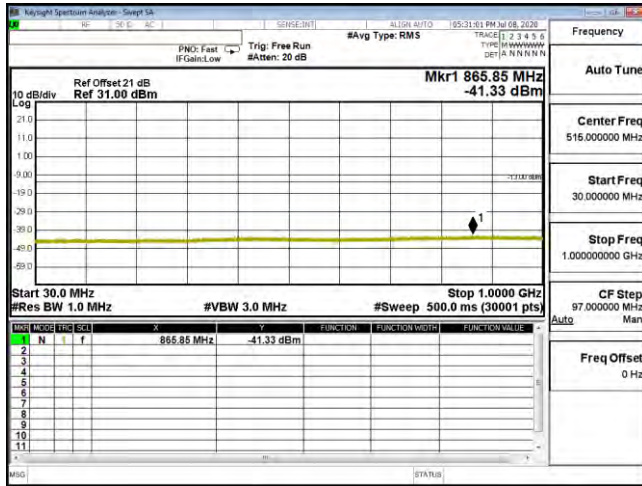 Keysight Spectrum Analyzer - Swept SA
RF 50 Ω AC SENSE:INT ALIGN AUTO 05:31:01 PM Jul 08, 2020
#Avg Type: RMS
TRACE 1 2 3 4 5 6
PNO: Fast Trig: Free Run
TYPE M WWWWW
IFGain:Low #Atten: 20 dB
DET A N N N N N
Mkr1 865.85 MHz
-41.33 dBm
Ref Offset 21 dB
10 dB/div Ref 31.00 dBm
Log
21.0
11.0
1.00
-9.00
-13.00 dBm
-19.0
-29.0
-39.0
-49.0
-59.0
1
Start 30.0 MHz Stop 1.0000 GHz
#Res BW 1.0 MHz #VBW 3.0 MHz #Sweep 500.0 ms (30001 pts)
MKR MODE TRC SCL X Y FUNCTION FUNCTION WIDTH FUNCTION VALUE
1 N 1 f 865.85 MHz -41.33 dBm
2
3
4
5
6
7
8
9
10
11
MSG STATUS
Frequency
Auto Tune
Center Freq
515.000000 MHz
Start Freq
30.000000 MHz
Stop Freq
1.000000000 GHz
CF Step
97.000000 MHz
Auto Man
Freq Offset
0 Hz